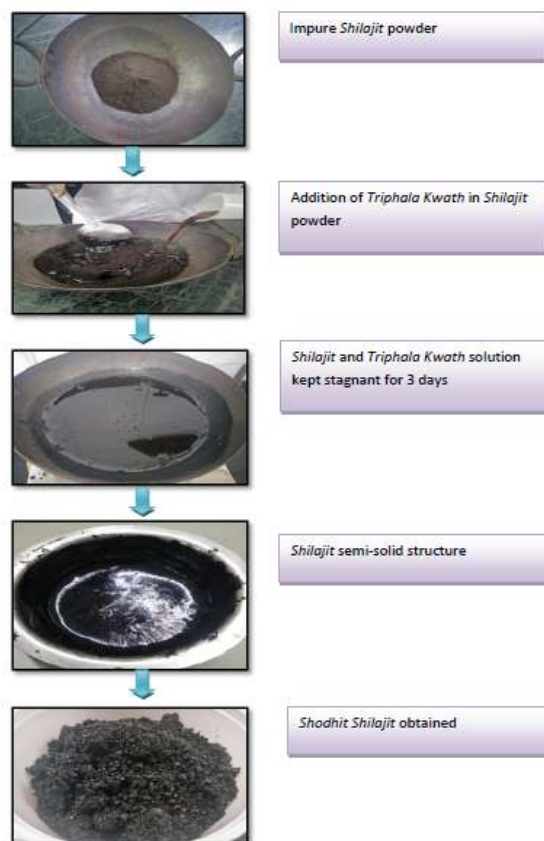 Impure Shilajit powder
Addition of Triphala Kwath in Shilajit
powder
Shilajit and Triphala Kwath solution
kept stagnant for 3 days
Shilajit semi-solid structure
Shodhit Shilajit obtained